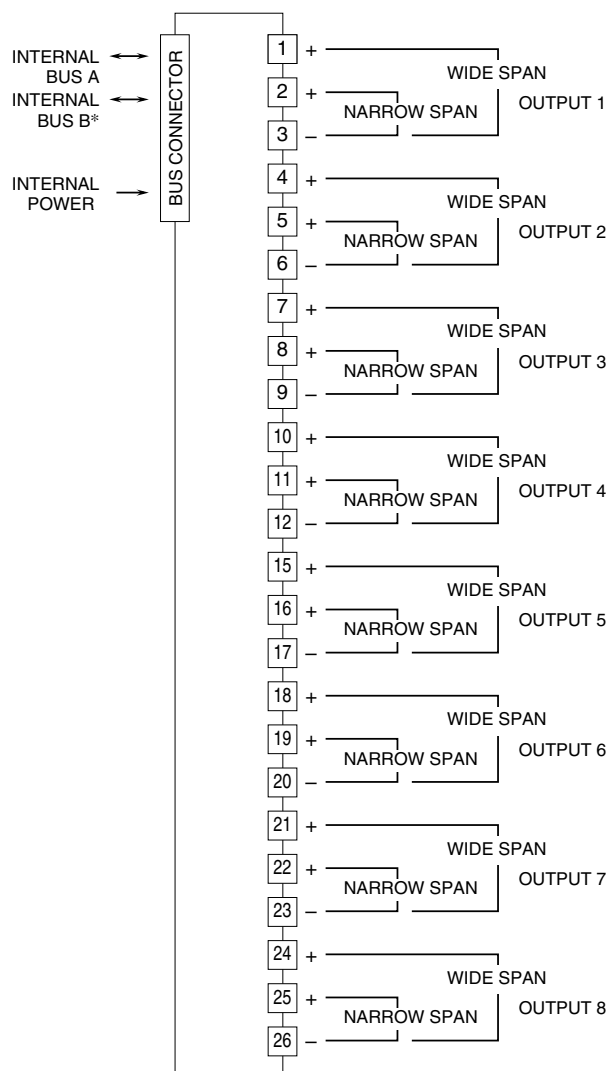 INTERNAL
BUS A
INTERNAL
BUS B*
INTERNAL
POWER
BUS CONNECTOR
1 +
WIDE SPAN
2 +
NARROW SPAN
OUTPUT 1
3 –
4 +
WIDE SPAN
5 +
NARROW SPAN
OUTPUT 2
6 –
7 +
WIDE SPAN
8 +
NARROW SPAN
OUTPUT 3
9 –
10 +
WIDE SPAN
11 +
NARROW SPAN
OUTPUT 4
12 –
15 +
WIDE SPAN
16 +
NARROW SPAN
OUTPUT 5
17 –
18 +
WIDE SPAN
19 +
NARROW SPAN
OUTPUT 6
20 –
21 +
WIDE SPAN
22 +
NARROW SPAN
OUTPUT 7
23 –
24 +
WIDE SPAN
25 +
NARROW SPAN
OUTPUT 8
26 –